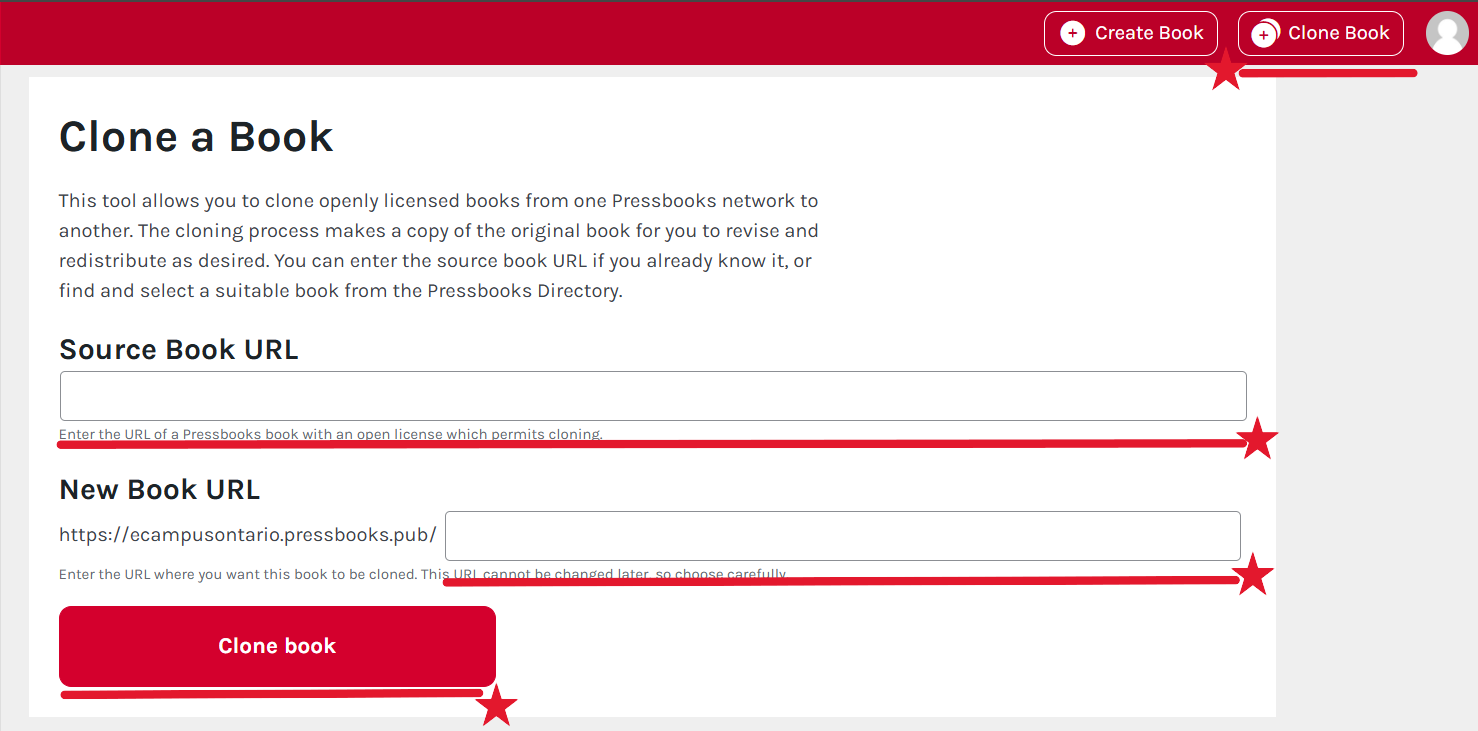 Create Book
Clone Book
Clone a Book
This tool allows you to clone openly licensed books from one Pressbooks network to
another. The cloning process makes a copy of the original book for you to revise and
redistribute as desired. You can enter the source book URL if you already know it, or
find and select a suitable book from the Pressbooks Directory.
Source Book URL
Enter the URL of a Pressbooks book with an open license which permits cloning.
New Book URL
https://ecampusontario.pressbooks.pub/
Enter the URL where you want this book to be cloned. This URL cannot be changed later, so choose carefully.
Clone book